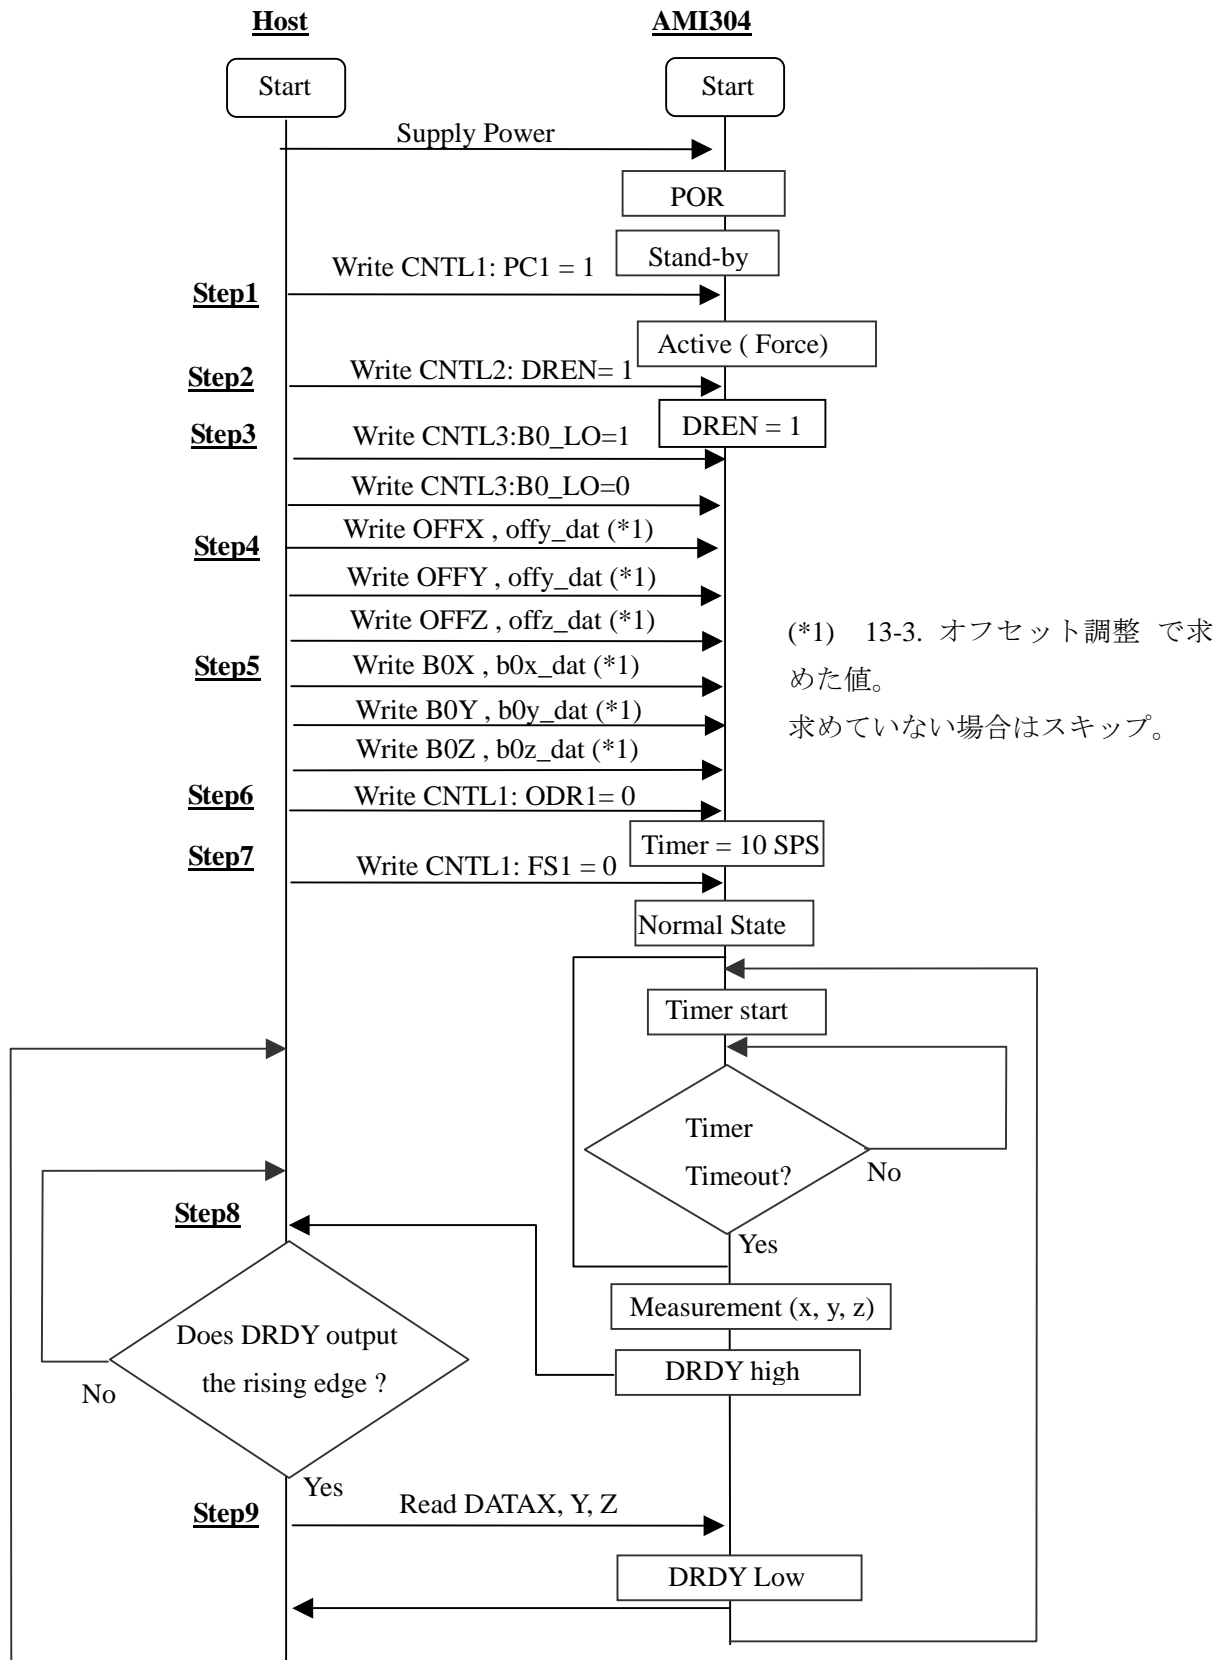 Host
AMI304
Start
Start
Supply Power
POR
Stand-by
Write CNTL1: PC1 = 1
Step1
Active ( Force)
Write CNTL2: DREN= 1
Step2
DREN = 1
Step3
Write CNTL3:B0_LO=1
Write CNTL3:B0_LO=0
Write OFFX , offy_dat (*1)
Step4
Write OFFY , offy_dat (*1)
Write OFFZ , offz_dat (*1)
(*1) 13-3. オフセット調整 で求
めた値。
求めていない場合はスキップ。
Step5
Write B0X , b0x_dat (*1)
Write B0Y , b0y_dat (*1)
Write B0Z , b0z_dat (*1)
Step6
Write CNTL1: ODR1= 0
Timer = 10 SPS
Step7
Write CNTL1: FS1 = 0
Normal State
Timer start
Timer
Timeout?
No
Yes
Step8
Measurement (x, y, z)
Does DRDY output
the rising edge ?
No
DRDY high
Yes
Step9
Read DATAX, Y, Z
DRDY Low